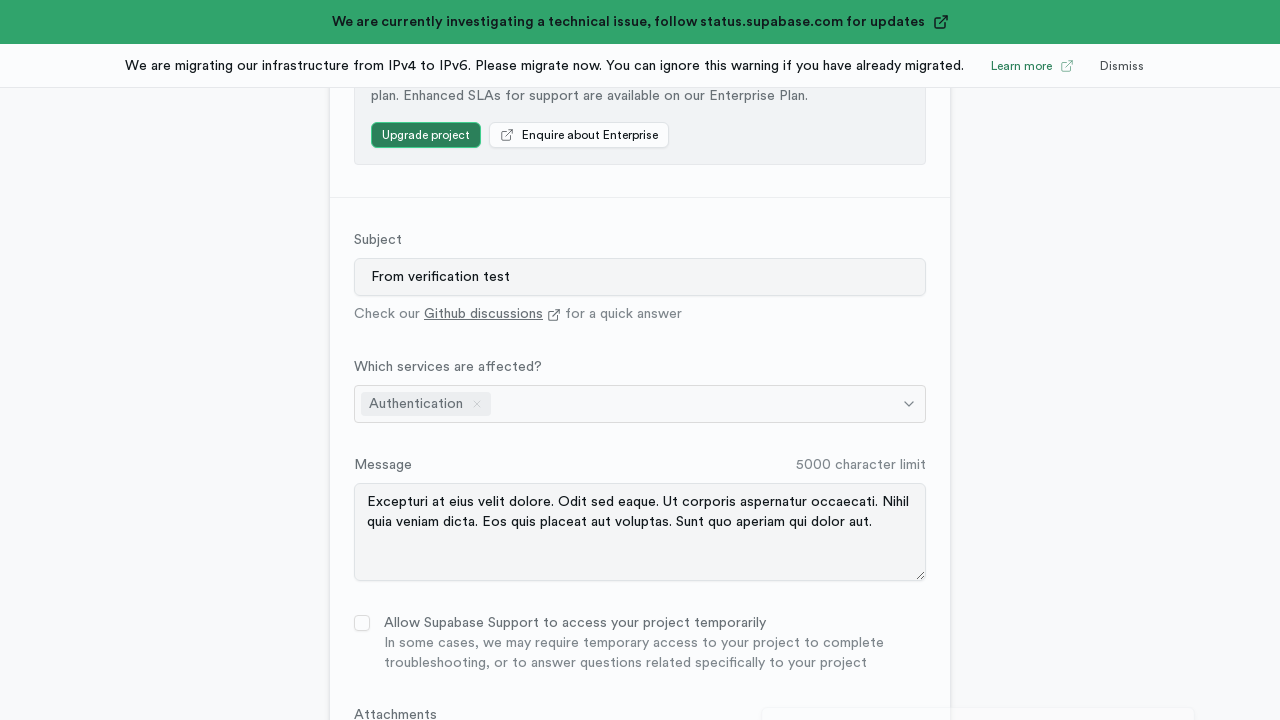 We are currently investigating a technical issue, follow status.supabase.com for updates
We are migrating our infrastructure from IPv4 to IPv6. Please migrate now. You can ignore this warning if you have already migrated.
Learn more
Dismiss
plan. Enhanced SLAs for support are available on our Enterprise Plan.
Upgrade project
Enquire about Enterprise
Subject
From verification test
Check our Github discussions for a quick answer
Which services are affected?
Authentication
Message
5000 character limit
Excepturi at eius velit dolore. Odit sed eaque. Ut corporis aspernatur occaecati. Nihil
quia veniam dicta. Eos quis placeat aut voluptas. Sunt quo aperiam qui dolor aut.
Allow Supabase Support to access your project temporarily
In some cases, we may require temporary access to your project to complete
troubleshooting, or to answer questions related specifically to your project
Attachments